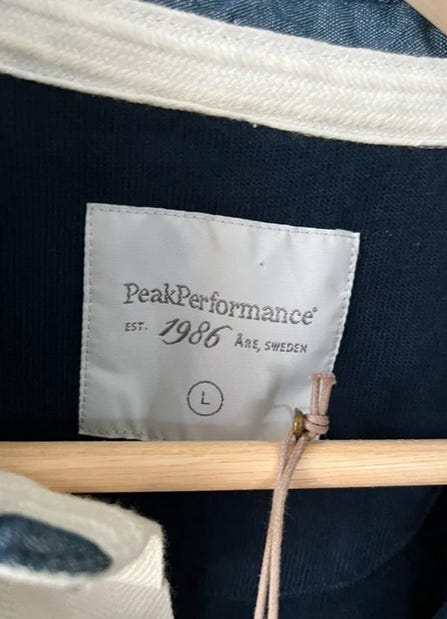 PeakPerformance®
EST. 1986 ÅRE, SWEDEN
L